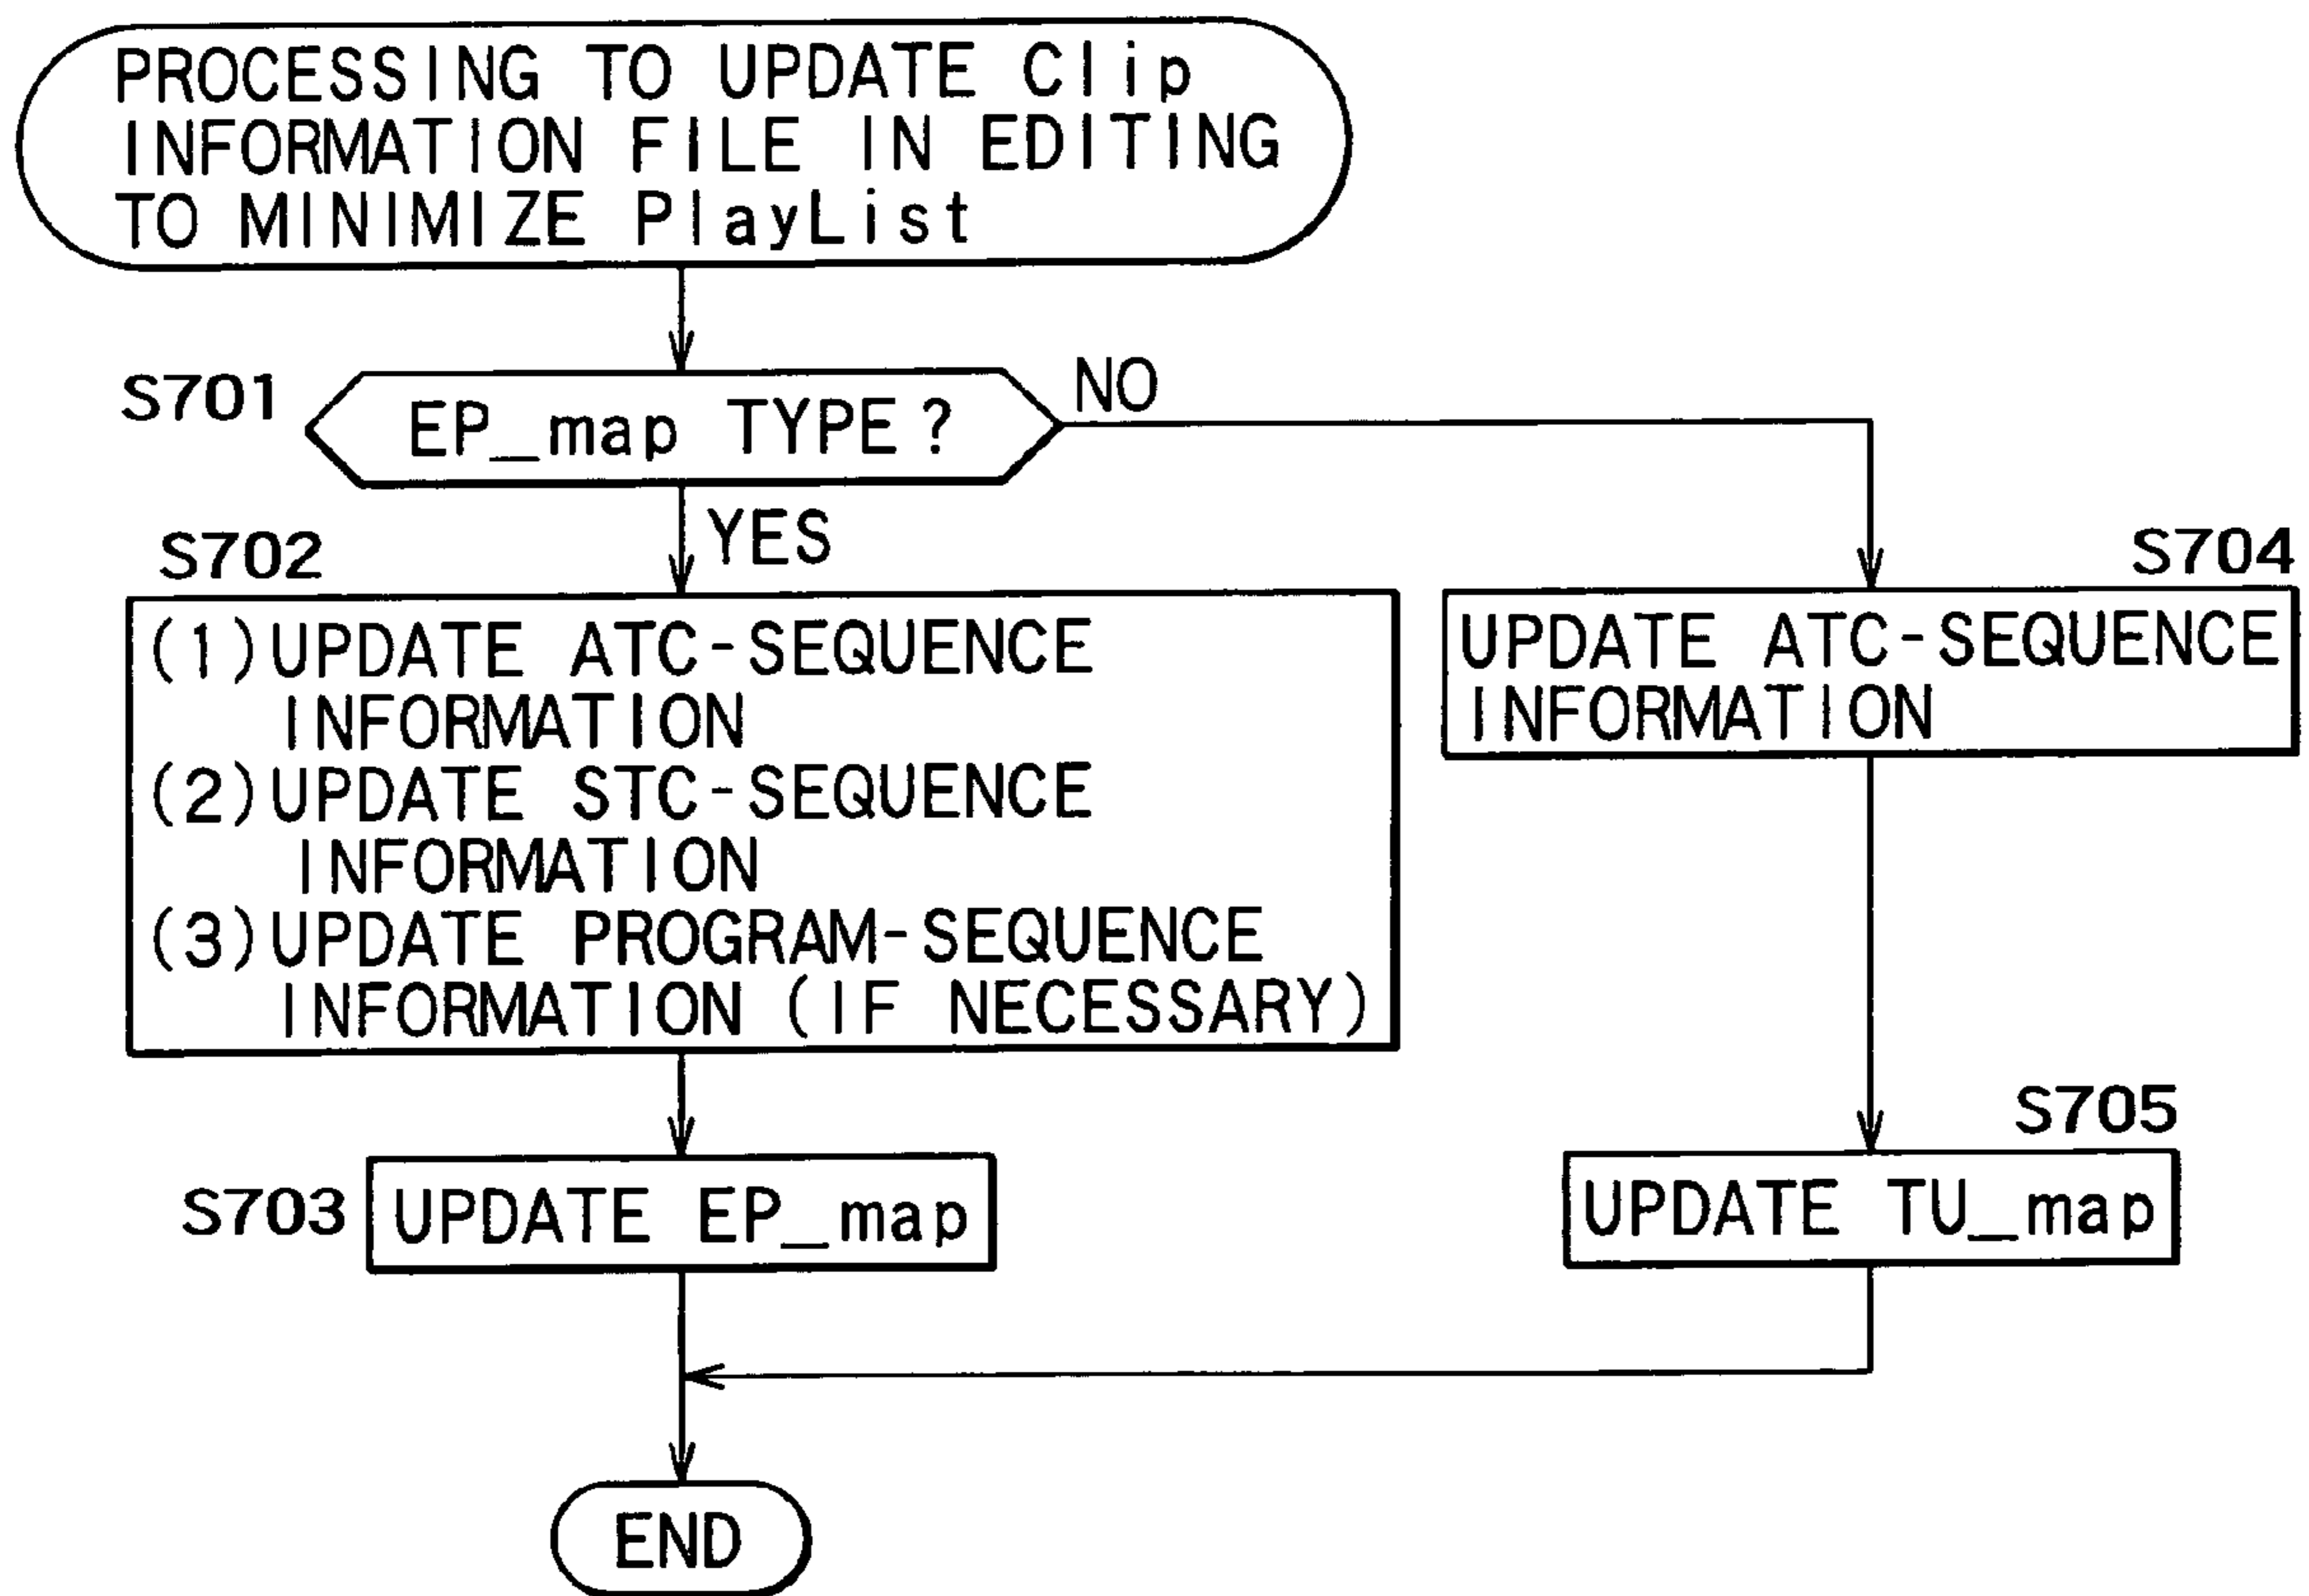 PROCESSING TO UPDATE Clip
INFORMATION FILE IN EDITING
TO MINIMIZE PlayList
S701
EP_map TYPE?
NO
YES
S702
(1)UPDATE ATC-SEQUENCE
INFORMATION
(2)UPDATE STC-SEQUENCE
INFORMATION
(3)UPDATE PROGRAM-SEQUENCE
INFORMATION (IF NECESSARY)
S704
UPDATE ATC-SEQUENCE
INFORMATION
S703
UPDATE EP_map
S705
UPDATE TU_map
END